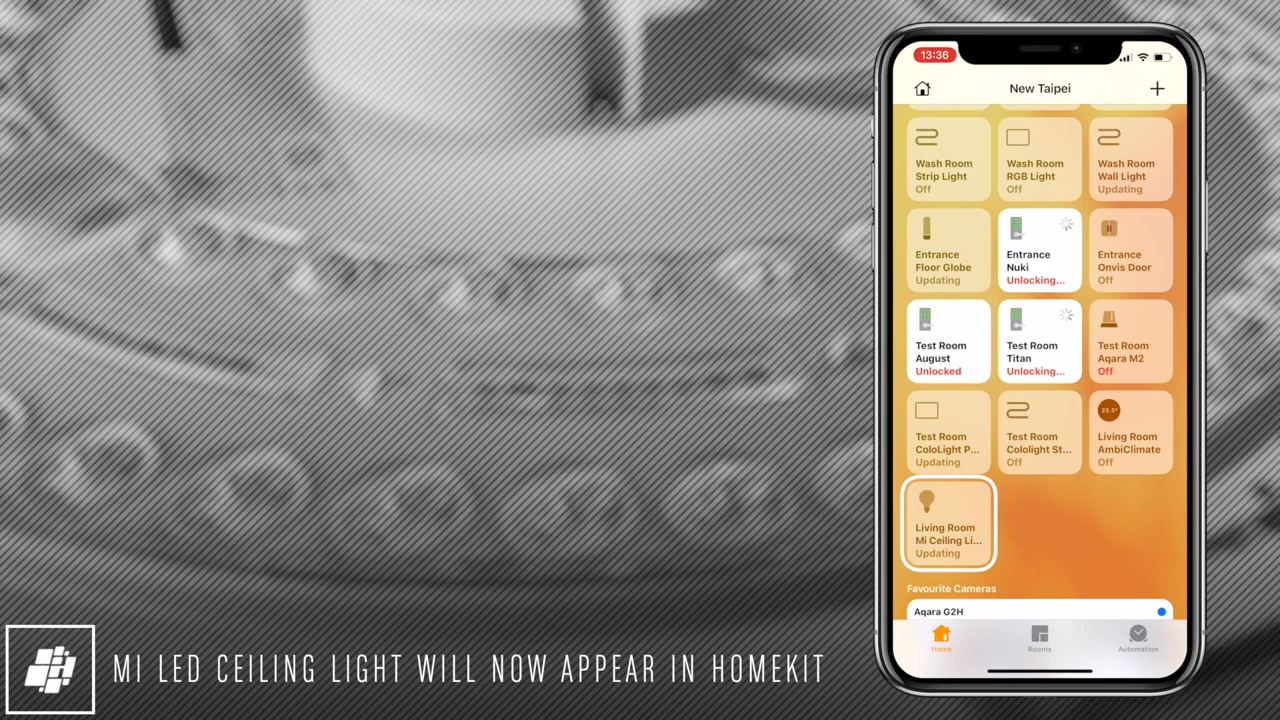 13:36
New Taipei
Wash Room
Strip Light
Off
Wash Room
RGB Light
Off
Wash Room
Wall Light
Updating
Entrance
Floor Globe
Updating
Entrance
Nuki
Unlocking...
Entrance
Onvis Door
Off
Test Room
August
Unlocked
Test Room
Titan
Unlocking...
Test Room
Aqara M2
Off
Test Room
ColoLight P...
Updating
Test Room
Cololight St...
Off
25.5°
Living Room
AmbiClimate
Off
Living Room
Mi Ceiling Li...
Updating
Favourite Cameras
Aqara G2H
Home
Rooms
Automation
MI LED CEILING LIGHT WILL NOW APPEAR IN HOMEKIT